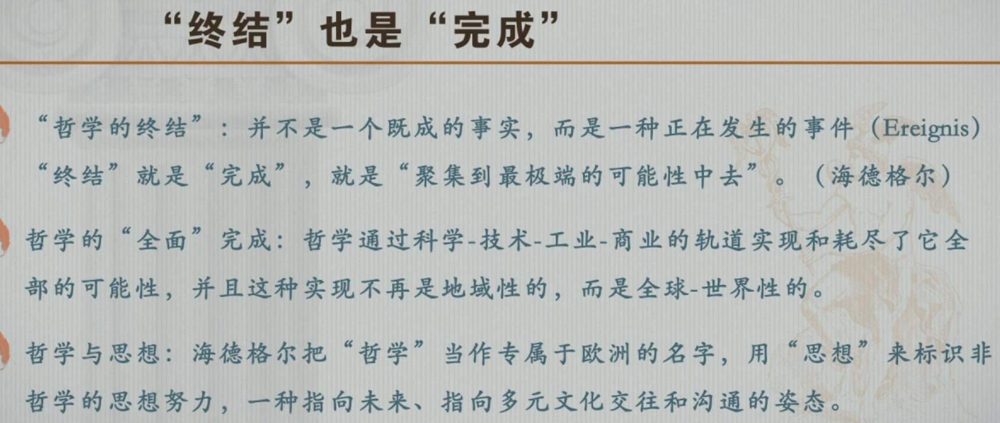 “终结”也是“完成”
“哲学的终结”：并不是一个既成的事实，而是一种正在发生的事件（Ereignis）
“终结”就是“完成”，就是“聚集到最极端的可能性中去”。（海德格尔）
哲学的“全面”完成：哲学通过科学-技术-工业-商业的轨道实现和耗尽了它全
部的可能性，并且这种实现不再是地域性的，而是全球-世界性的。
哲学与思想：海德格尔把“哲学”当作专属于欧洲的名字，用“思想”来标识非
哲学的思想努力，一种指向未来、指向多元文化交往和沟通的姿态。